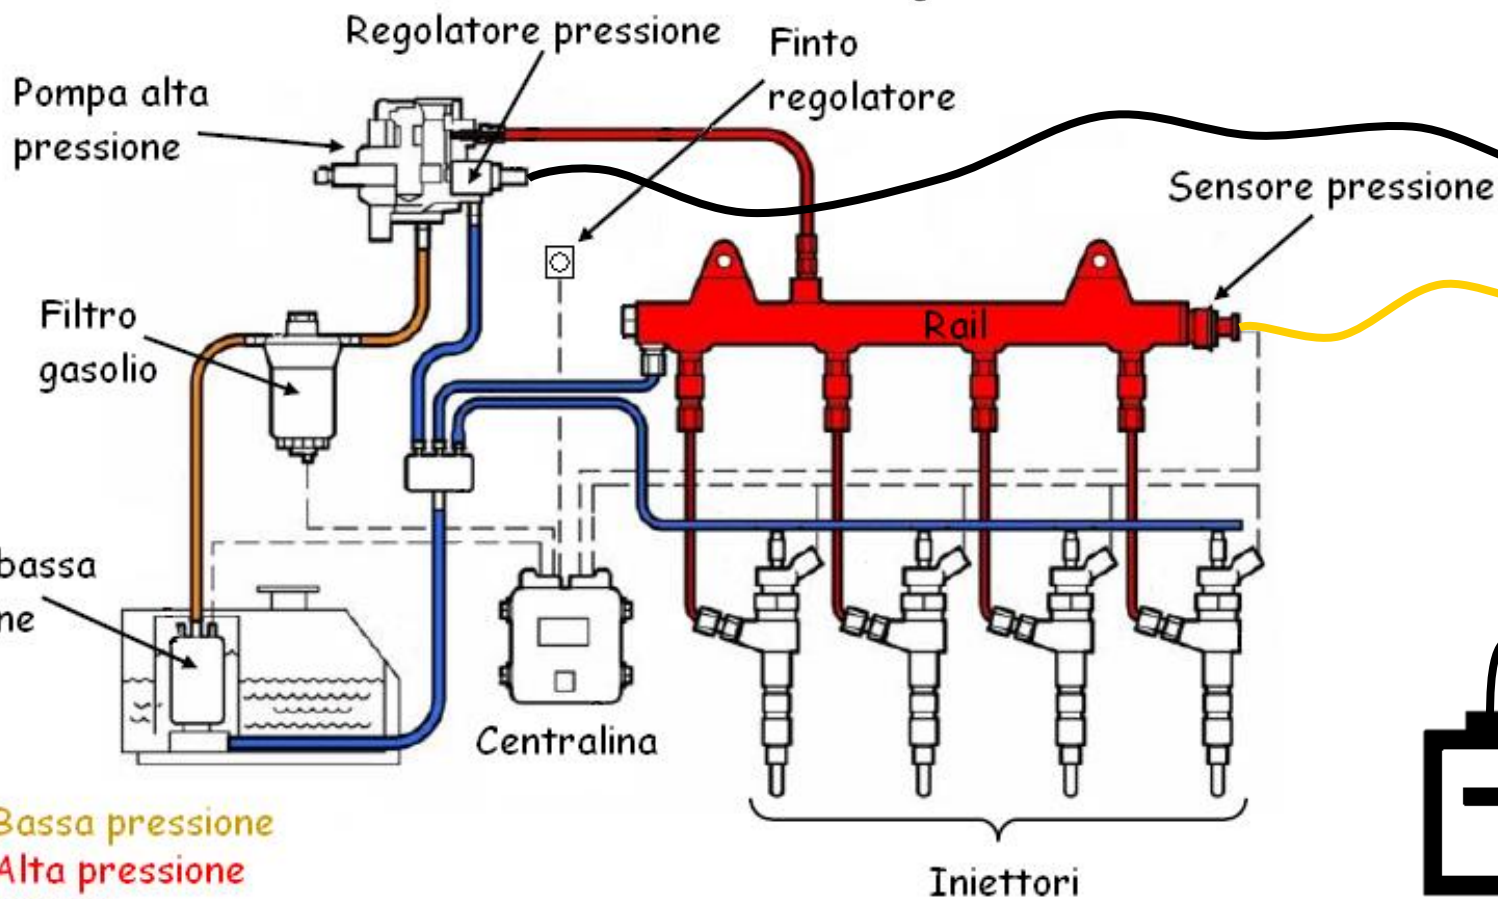 Regolatore pressione
Finto
regolatore
Pompa alta
pressione
Sensore pressione
Filtro
gasolio
Rail
bassa
ne
Centralina
Bassa pressione
Alta pressione
Iniettori